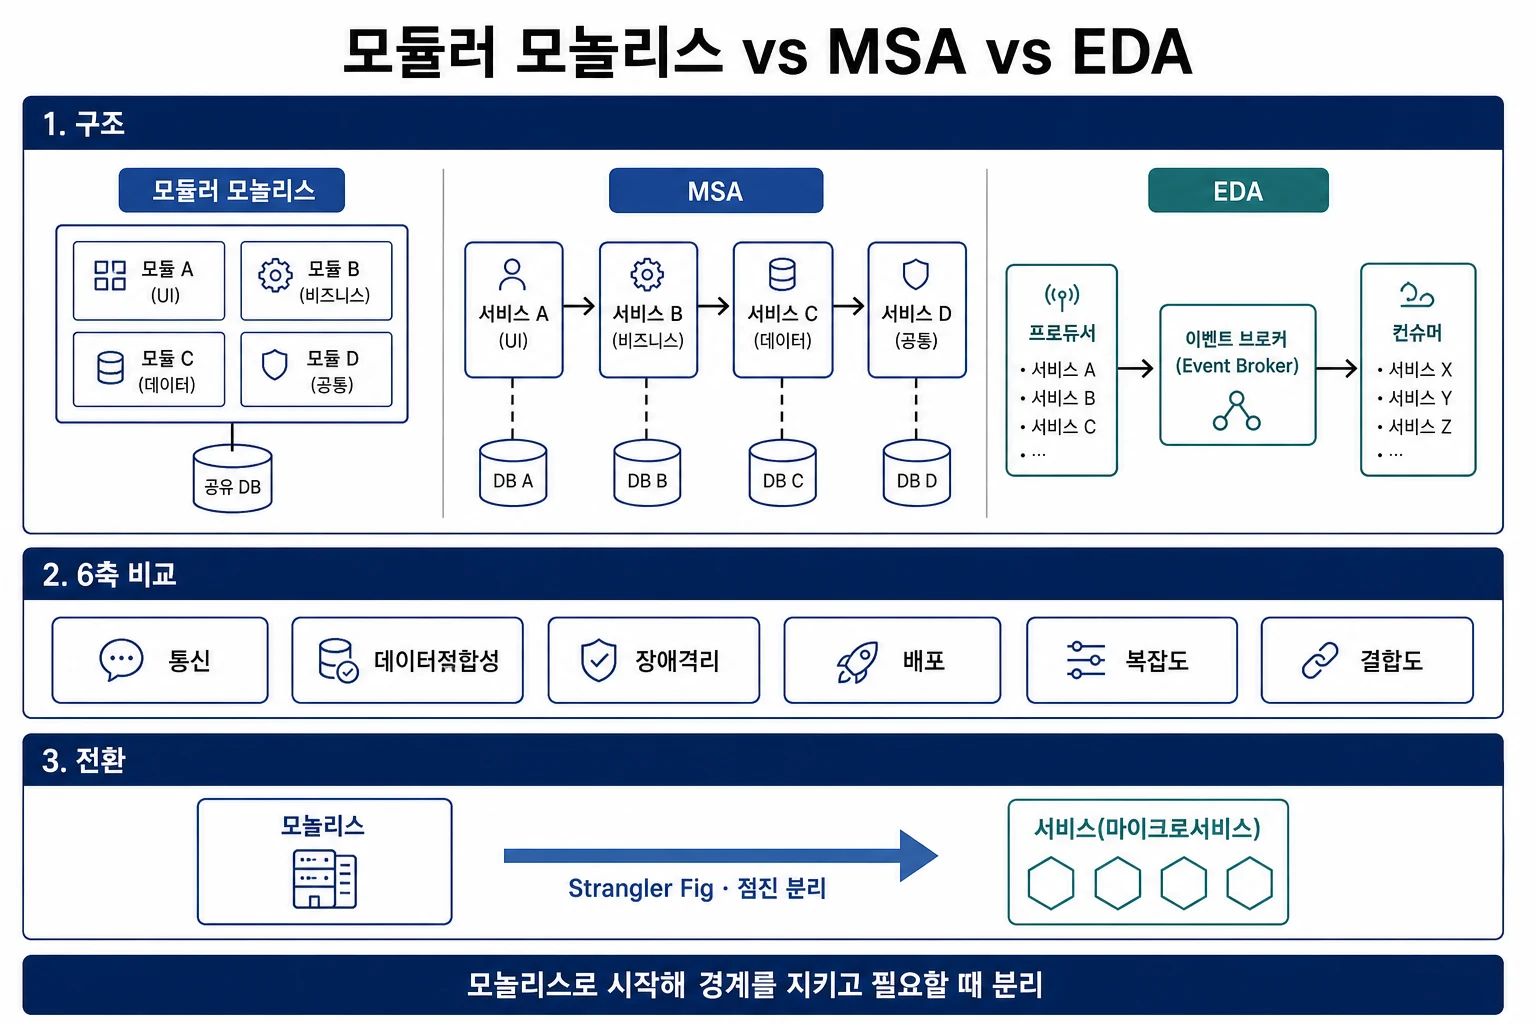 모듈러 모놀리스 vs MSA vs EDA
1. 구조
모듈러 모놀리스
모듈 A
(UI)
모듈 B
(비즈니스)
모듈 C
(데이터)
모듈 D
(공통)
공유 DB
MSA
서비스 A
(UI)
서비스 B
(비즈니스)
서비스 C
(데이터)
서비스 D
(공통)
DB A
DB B
DB C
DB D
EDA
프로듀서
• 서비스 A
• 서비스 B
• 서비스 C
• ...
이벤트 브로커
(Event Broker)
컨슈머
• 서비스 X
• 서비스 Y
• 서비스 Z
• ...
2. 6축 비교
통신
장애격리
배포
복잡도
결합도
3. 전환
모놀리스
Strangler Fig · 점진 분리
서비스(마이크로서비스)
모놀리스로 시작해 경계를 지키고 필요할 때 분리